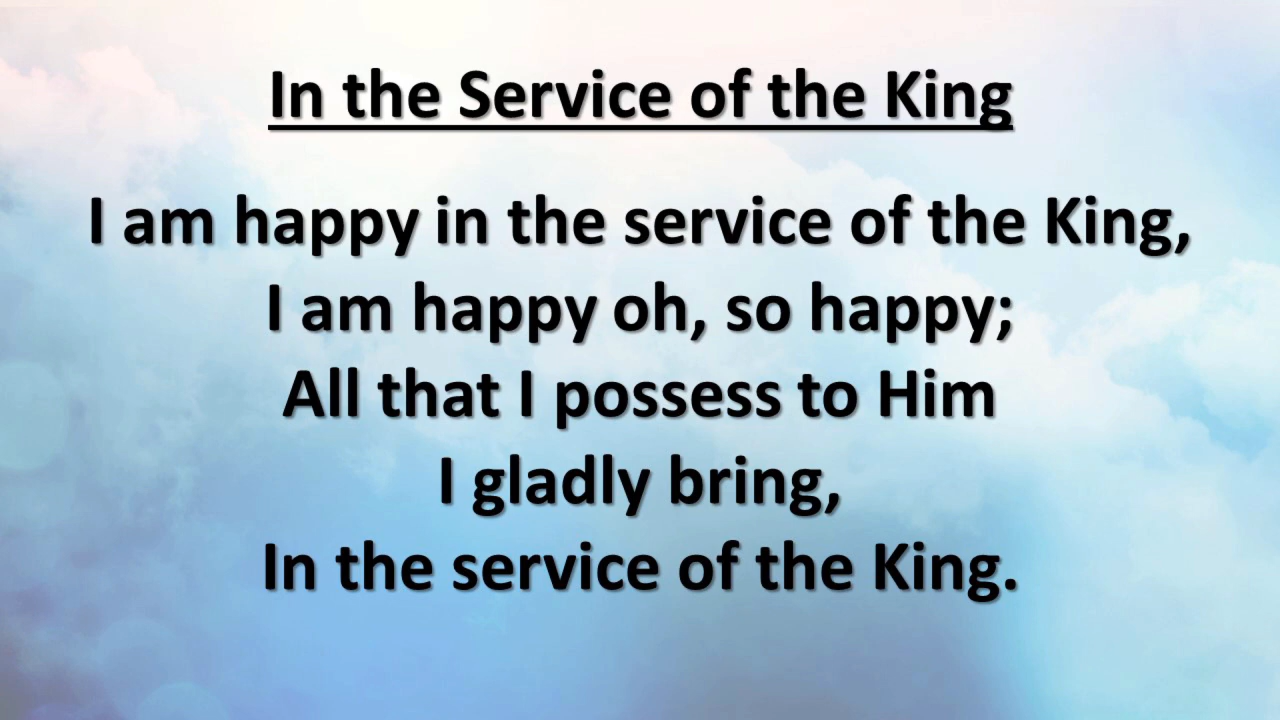 In the Service of the King
I am happy in the service of the King,
I am happy oh, so happy;
All that I possess to Him
I gladly bring,
In the service of the King.